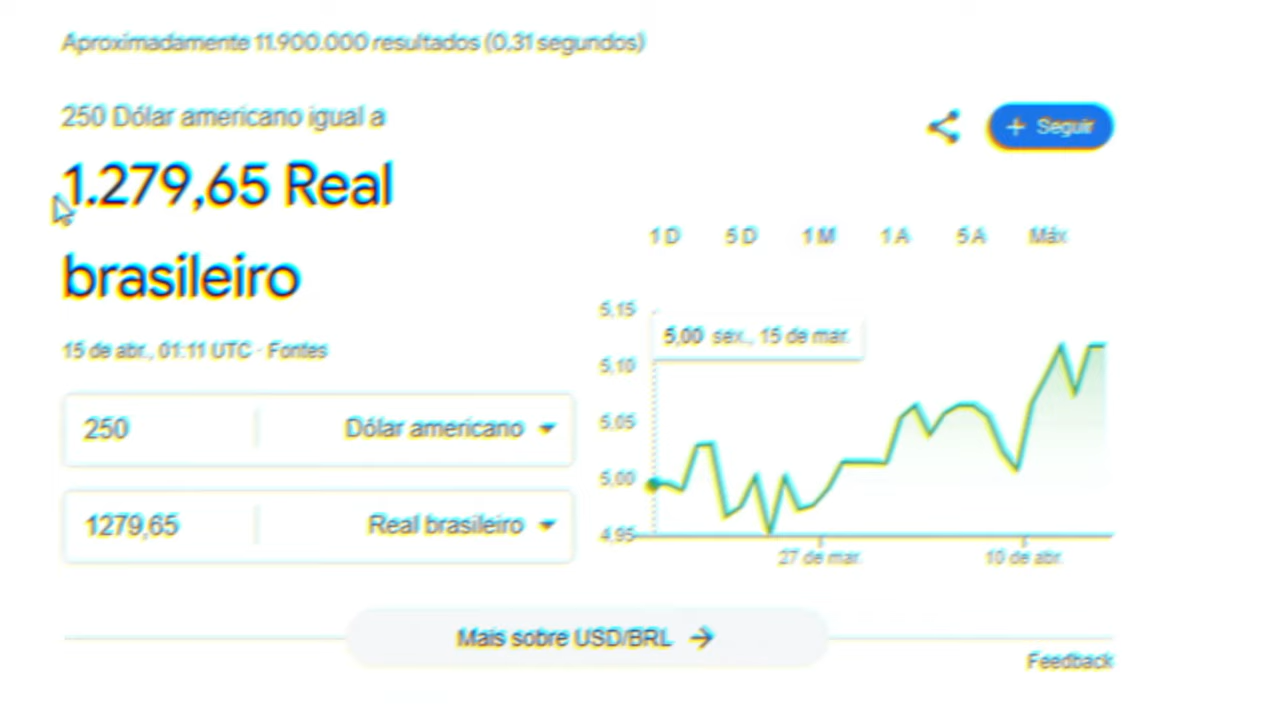 Aproximadamente 11.900.000 resultados (0,31 segundos)
250 Dólar americano igual a
1.279,65 Real
brasileiro
15 de abr., 01:11 UTC · Fontes
250 Dólar americano
1279,65 Real brasileiro
+ Seguir
1 D 5 D 1 M 1 A 5 A Máx
5,15
5,00 sex., 15 de mar.
5,10
5,05
5,00
4,95
27 de mar. 10 de abr.
Mais sobre USD/BRL →
Feedback